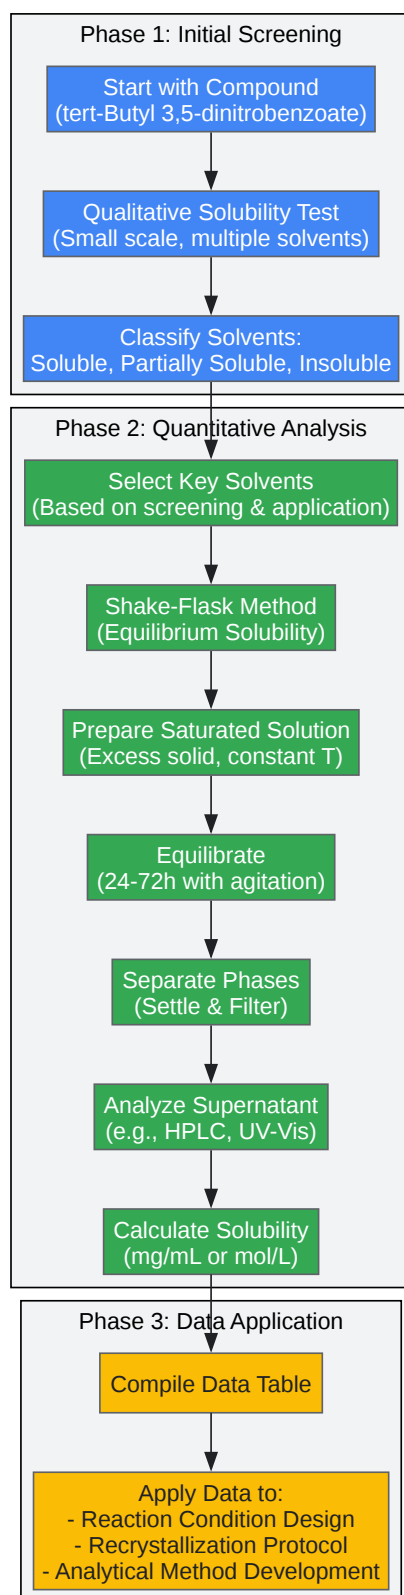 Phase 1: Initial Screening
Start with Compound
(tert-Butyl 3,5-dinitrobenzoate)
Qualitative Solubility Test
(Small scale, multiple solvents)
Classify Solvents:
Soluble, Partially Soluble, Insoluble
Phase 2: Quantitative Analysis
Select Key Solvents
(Based on screening & application)
Shake-Flask Method
(Equilibrium Solubility)
Prepare Saturated Solution
(Excess solid, constant T)
Equilibrate
(24-72h with agitation)
Separate Phases
(Settle & Filter)
Analyze Supernatant
(e.g., HPLC, UV-Vis)
Calculate Solubility
(mg/mL or mol/L)
Phase 3: Data Application
Compile Data Table
Apply Data to:
- Reaction Condition Design
- Recrystallization Protocol
- Analytical Method Development